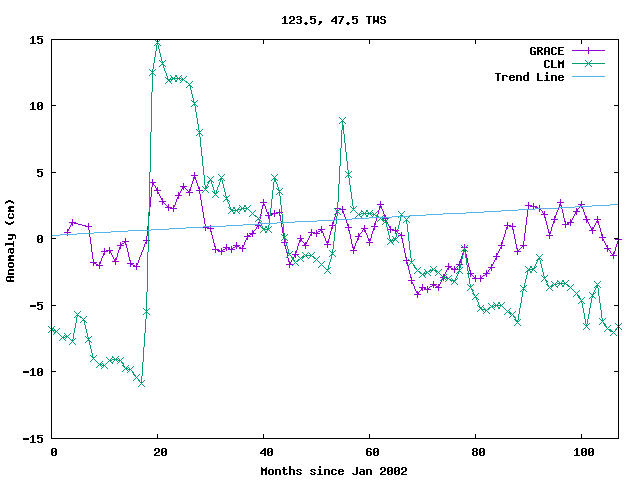 123.5, 47.5 TWS
GRACE
CLM
Trend Line
15
10
5
0
-5
-10
-15
Anomaly (cm)
0 20 40 60 80 100
Months since Jan 2002